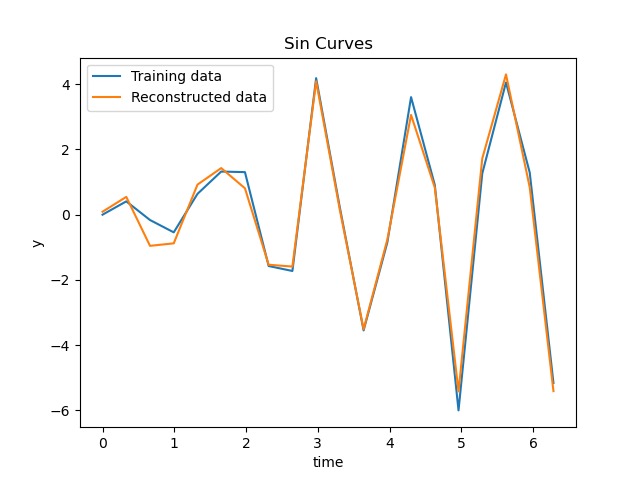 Sin Curves
Training data
Reconstructed data
4
2
0
−2
−4
−6
y
0 1 2 3 4 5 6
time